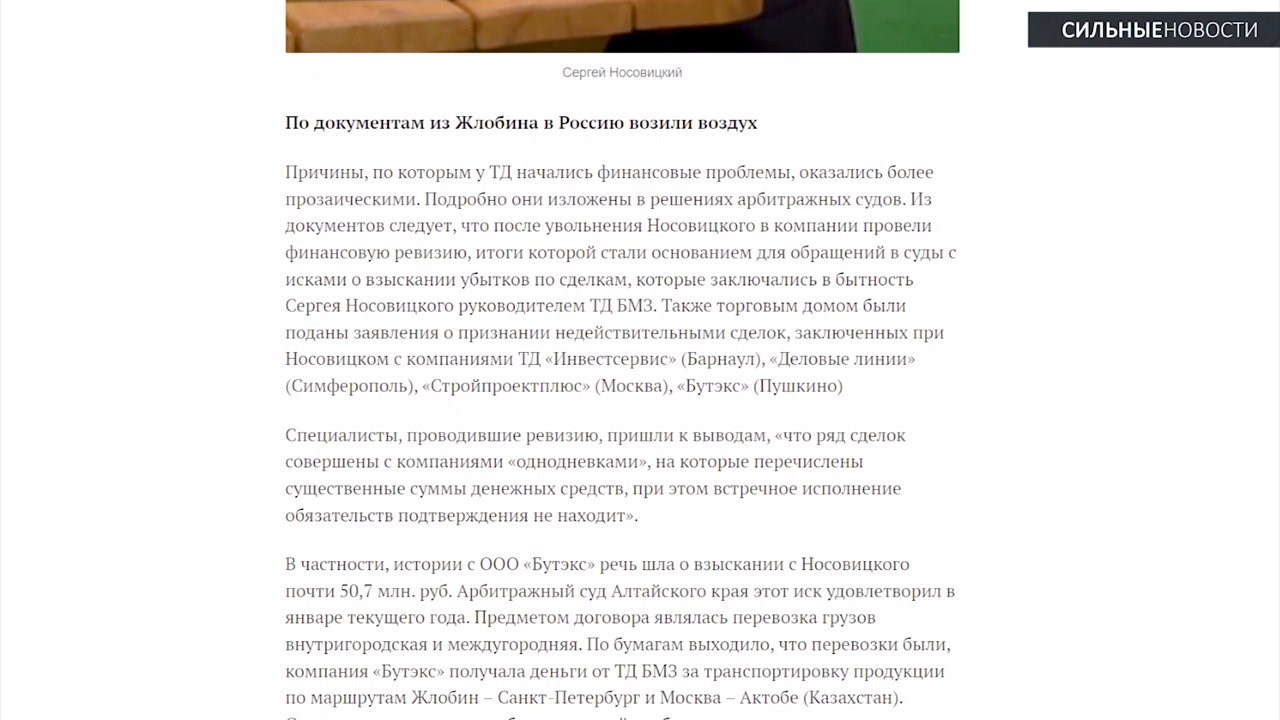 СИЛЬНЫЕНОВОСТИ
Сергей Носовицкий
По документам из Жлобина в Россию возили воздух
Причины, по которым у ТД начались финансовые проблемы, оказались более
прозаическими. Подробно они изложены в решениях арбитражных судов. Из
документов следует, что после увольнения Носовицкого в компании провели
финансовую ревизию, итоги которой стали основанием для обращений в суды с
исками о взыскании убытков по сделкам, которые заключались в бытность
Сергея Носовицкого руководителем ТД БМЗ. Также торговым домом были
поданы заявления о признании недействительными сделок, заключенных при
Носовицком с компаниями ТД «Инвестсервис» (Барнаул), «Деловые линии»
(Симферополь), «Стройпроектплюс» (Москва), «Бутэкс» (Пушкино)
Специалисты, проводившие ревизию, пришли к выводам, «что ряд сделок
совершены с компаниями «однодневками», на которые перечислены
существенные суммы денежных средств, при этом встречное исполнение
обязательств подтверждения не находит».
В частности, истории с ООО «Бутэкс» речь шла о взыскании с Носовицкого
почти 50,7 млн. руб. Арбитражный суд Алтайского края этот иск удовлетворил в
январе текущего года. Предметом договора являлась перевозка грузов
внутригородская и междугородняя. По бумагам выходило, что перевозки были,
компания «Бутэкс» получала деньги от ТД БМЗ за транспортировку продукции
по маршрутам Жлобин – Санкт-Петербург и Москва – Актобе (Казахстан).